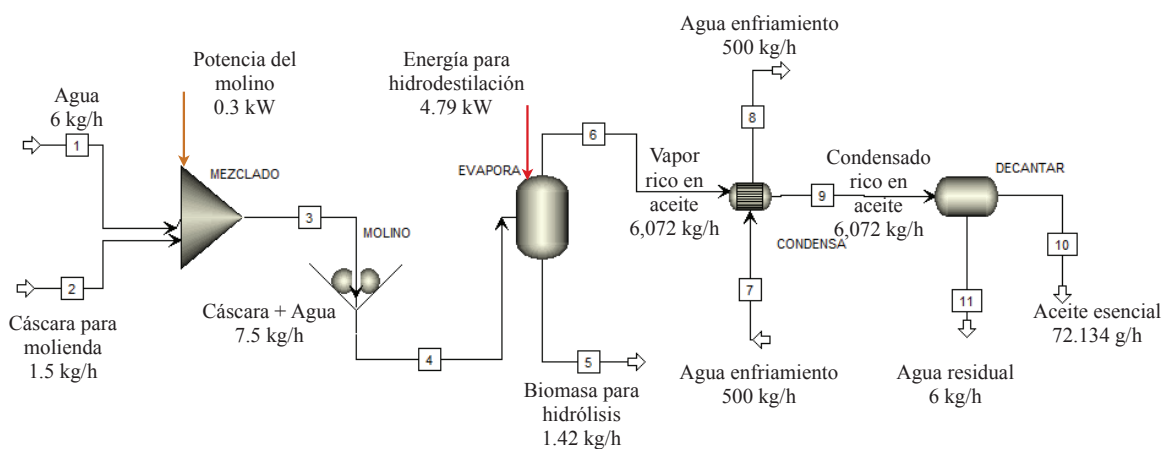 Agua enfriamiento
500 kg/h
Potencia del
molino
0.3 kW
Energía para
hidrodestilación
4.79 kW
Agua
6 kg/h
1
8
6
EVAPORA
MEZCLADO
Vapor
rico en
aceite
6,072 kg/h
Condensado
rico en
aceite
6,072 kg/h
DECANTAR
9
3
MOLINO
CONDENSA
10
2
7
11
Cáscara para
molienda
1.5 kg/h
Cáscara + Agua
7.5 kg/h
4
5
Aceite esencial
72.134 g/h
Biomasa para
hidrólisis
1.42 kg/h
Agua enfriamiento
500 kg/h
Agua residual
6 kg/h